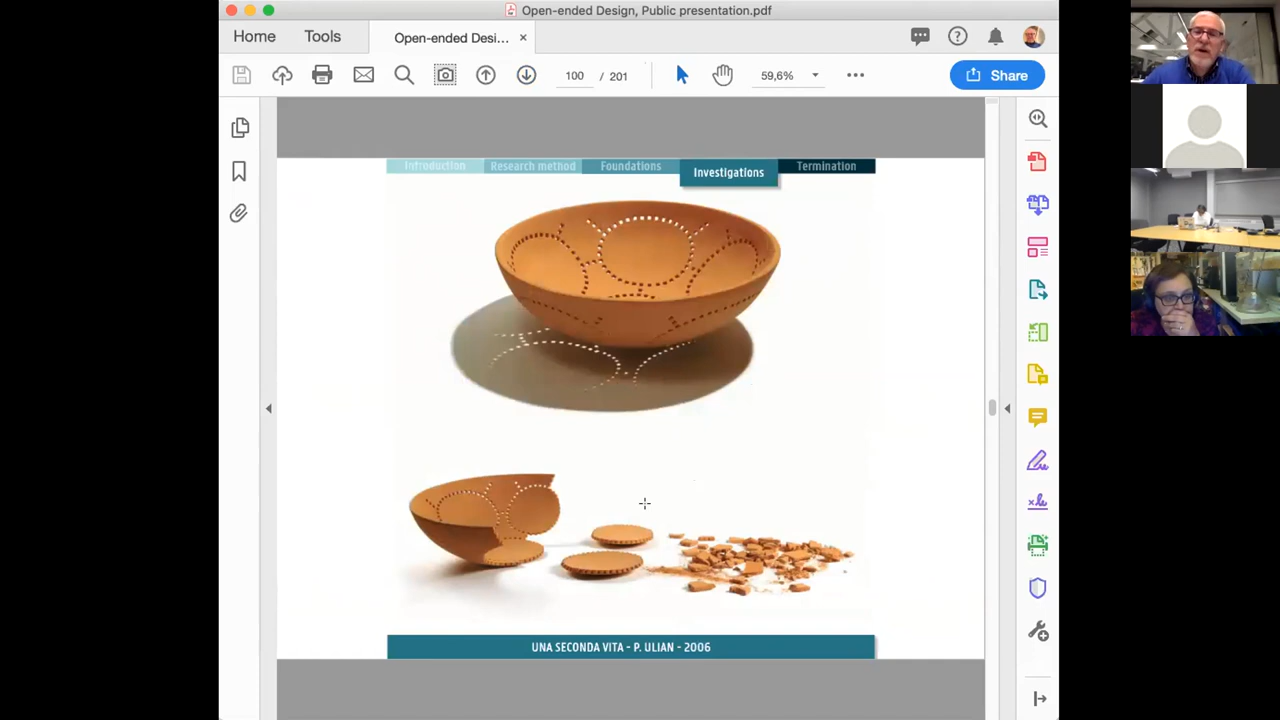 Open-ended Design, Public presentation.pdf
Home
Tools
Open-ended Desi...
100 / 201
59,6%
Share
Introduction
Research method
Foundations
Investigations
Termination
UNA SECONDA VITA - P. ULIAN - 2006